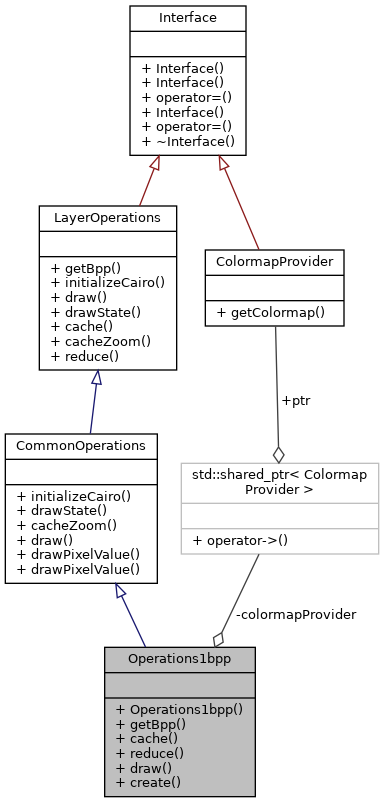 Interface
+ Interface()
+ Interface()
+ operator=()
+ Interface()
+ operator=()
+ ~Interface()
LayerOperations
+ getBpp()
+ initializeCairo()
+ draw()
+ drawState()
+ cache()
+ cacheZoom()
+ reduce()
ColormapProvider
+ getColormap()
+ptr
CommonOperations
+ initializeCairo()
+ drawState()
+ cacheZoom()
+ draw()
+ drawPixelValue()
+ drawPixelValue()
std::shared_ptr< Colormap
Provider >
+ operator->()
-colormapProvider
Operations1bpp
+ Operations1bpp()
+ getBpp()
+ cache()
+ reduce()
+ draw()
+ create()